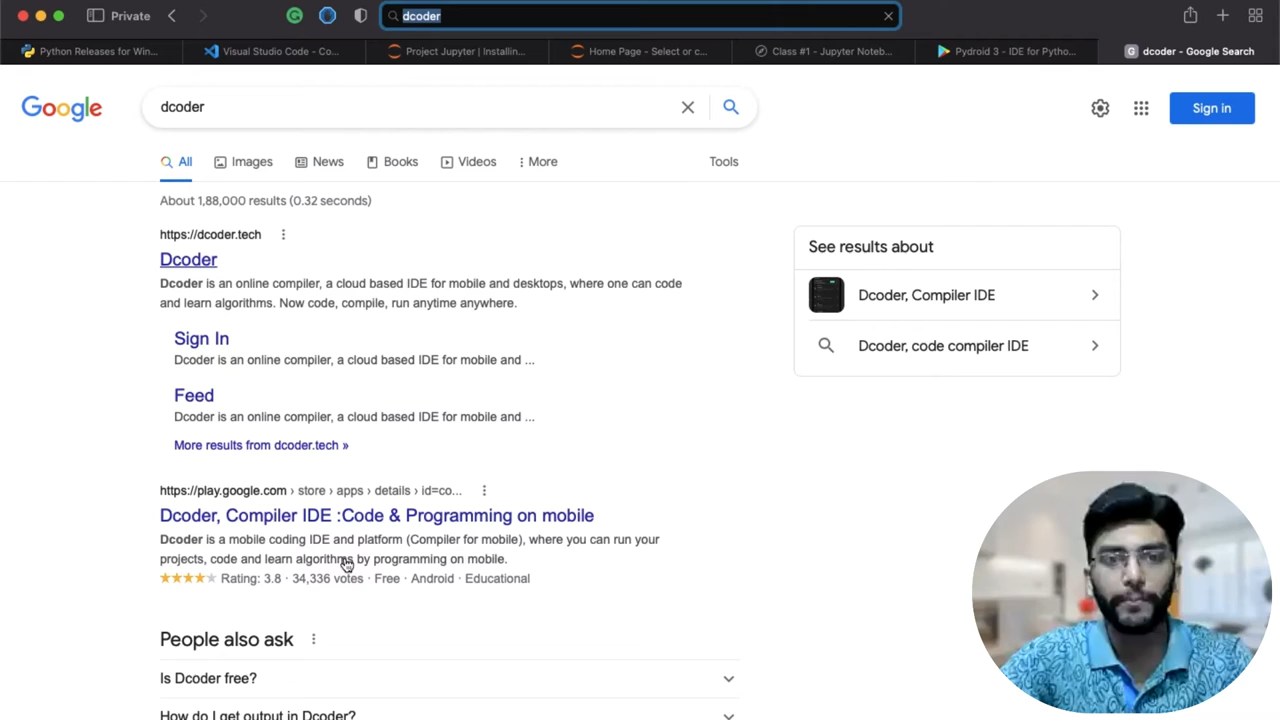 Private
dcoder
Python Releases for Win...
Visual Studio Code - Co...
Project Jupyter | Installin...
Home Page - Select or c...
Class #1 - Jupyter Noteb...
Pydroid 3 - IDE for Pytho...
G dcoder - Google Search
Google
dcoder
Sign in
All
Images
News
Books
Videos
More
Tools
About 1,88,000 results (0.32 seconds)
https://dcoder.tech
Dcoder
Dcoder is an online compiler, a cloud based IDE for mobile and desktops, where one can code
and learn algorithms. Now code, compile, run anytime anywhere.
Sign In
Dcoder is an online compiler, a cloud based IDE for mobile and ...
Feed
Dcoder is an online compiler, a cloud based IDE for mobile and ...
More results from dcoder.tech »
See results about
Dcoder, Compiler IDE
Dcoder, code compiler IDE
https://play.google.com › store › apps › details › id=co...
Dcoder, Compiler IDE :Code & Programming on mobile
Dcoder is a mobile coding IDE and platform (Compiler for mobile), where you can run your
projects, code and learn algorithms by programming on mobile.
Rating: 3.8 · 34,336 votes · Free · Android · Educational
People also ask
Is Dcoder free?
How do I get output in Dcoder?